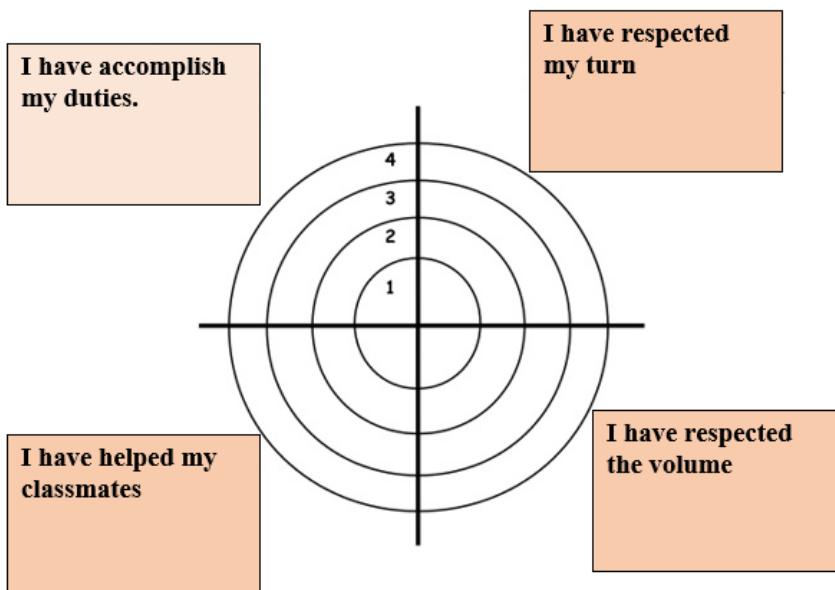 I have accomplish
my duties.
I have respected
my turn
4
3
2
1
I have helped my
classmates
I have respected
the volume